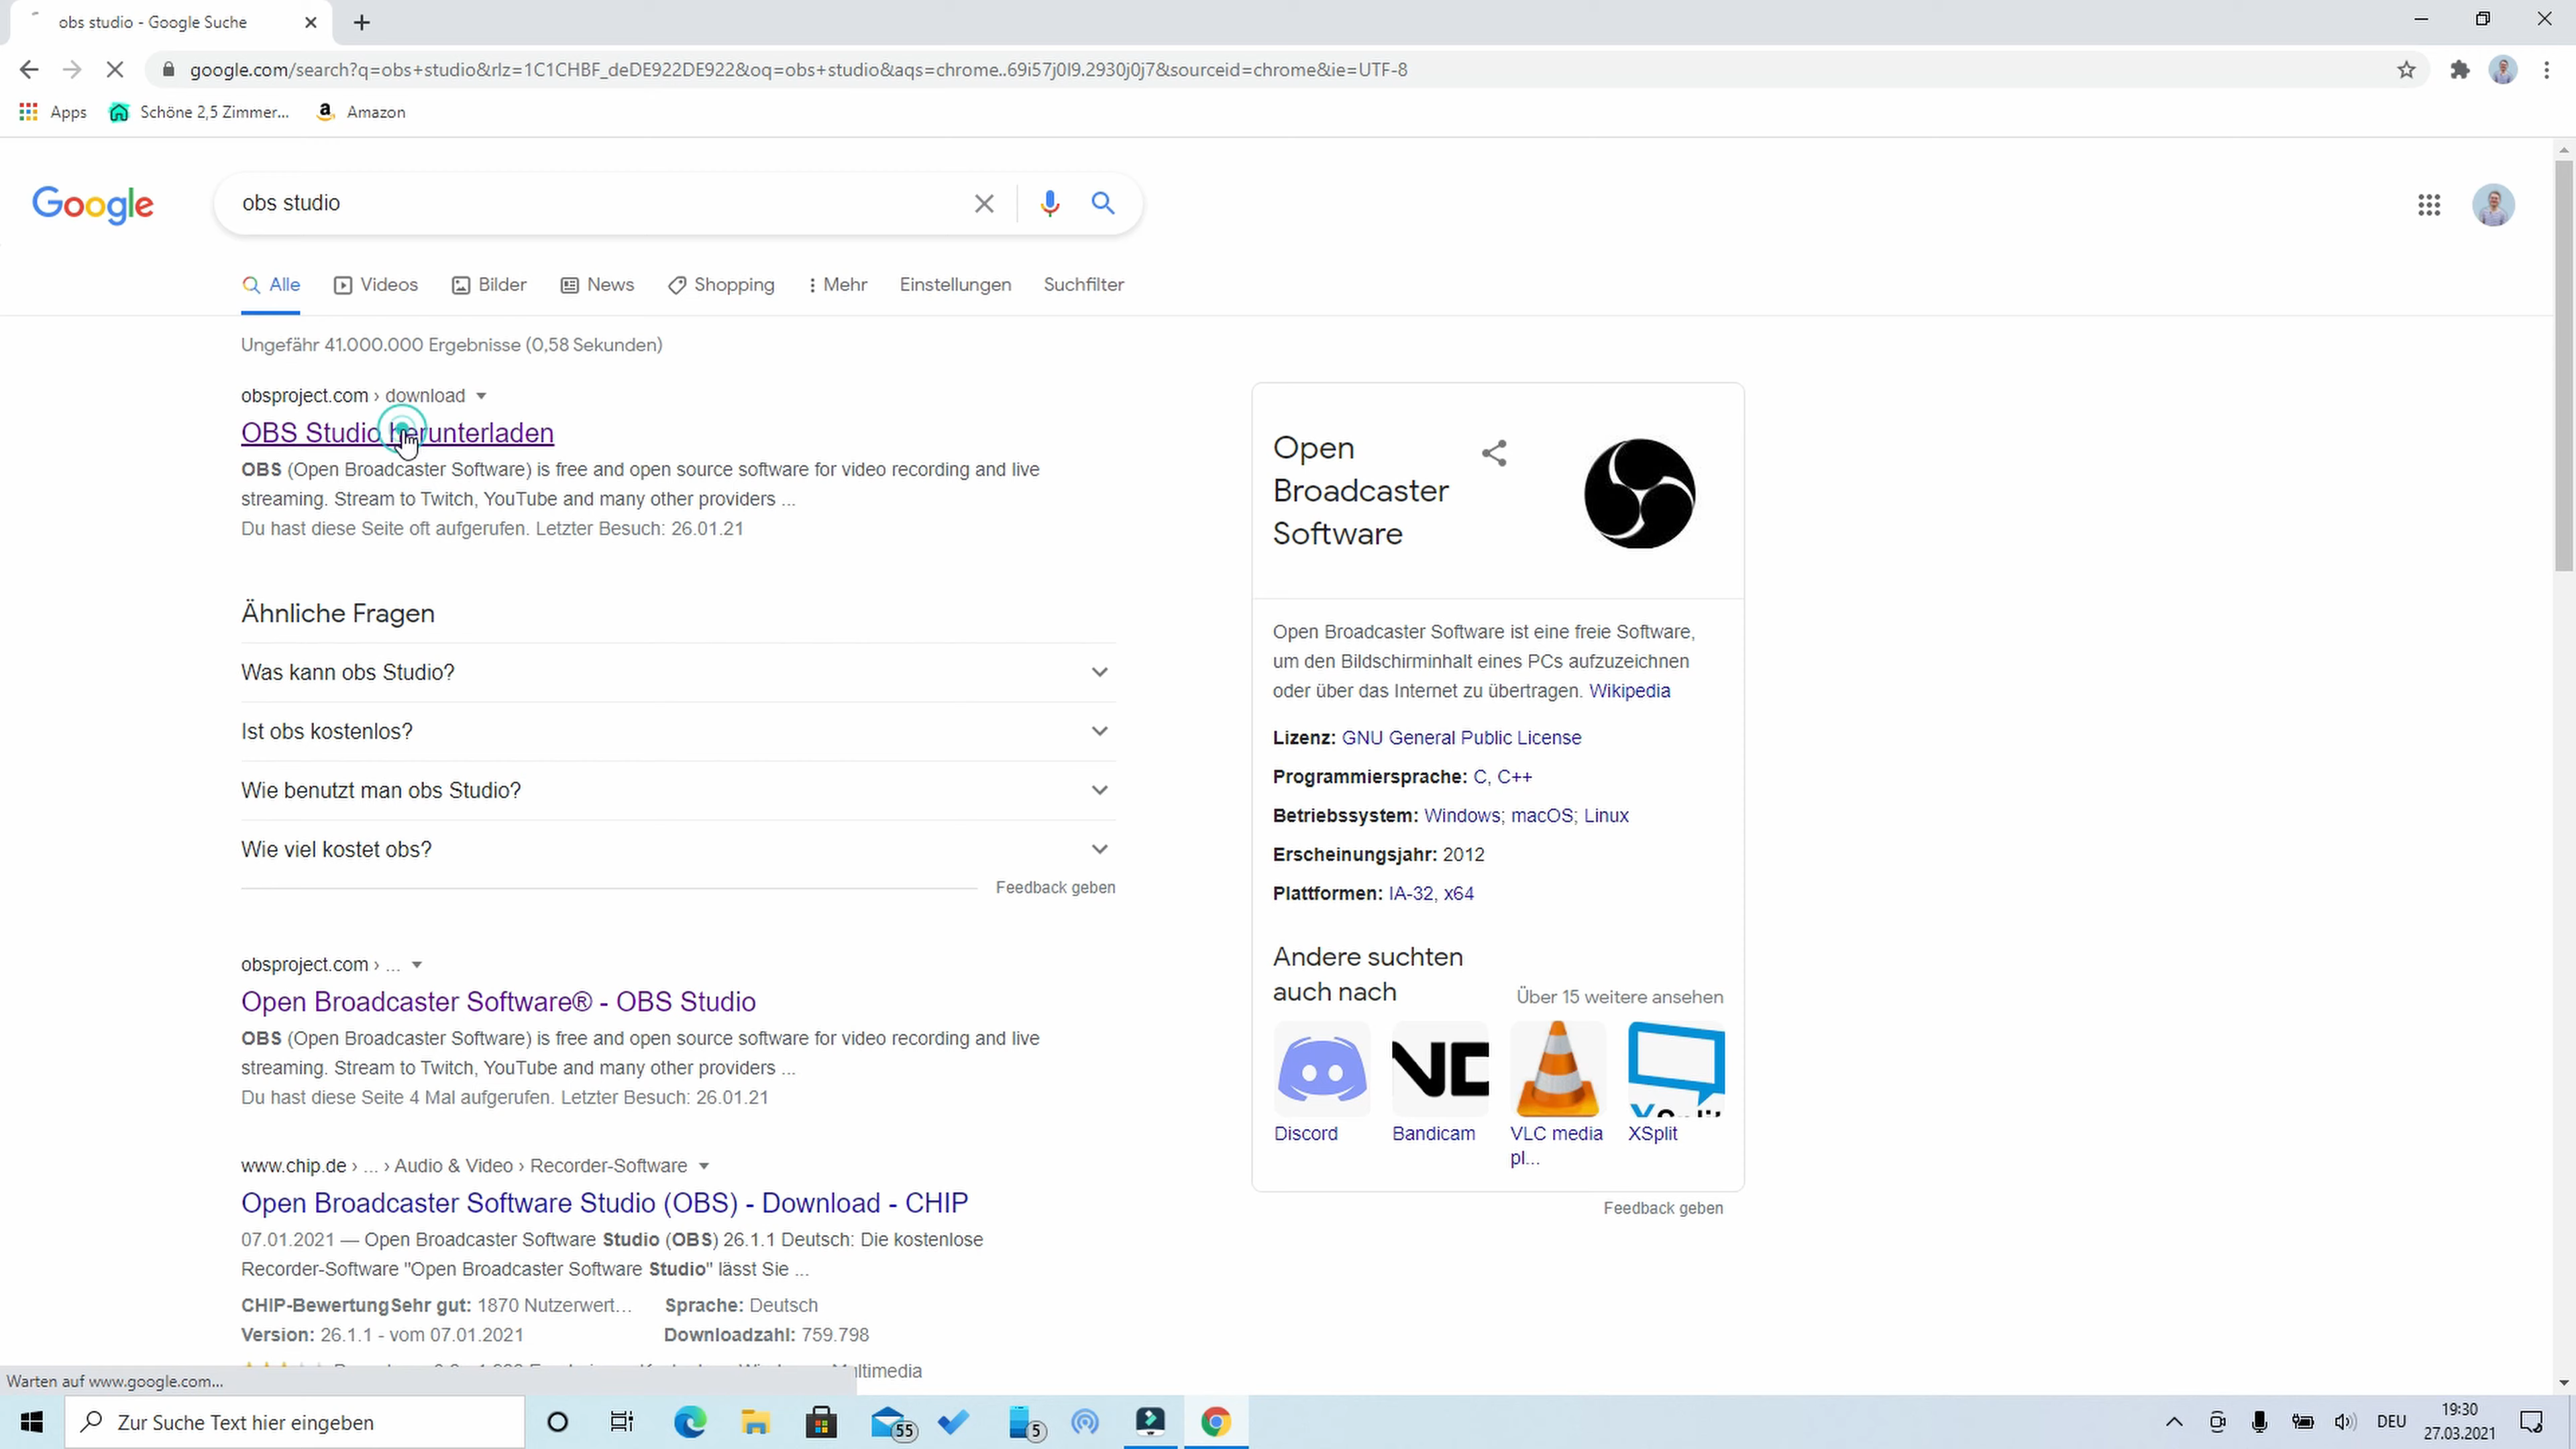 obs studio - Google Suche
google.com/search?q=obs+studio&rlz=1C1CHBF_deDE922DE922&oq=obs+studio&aqs=chrome..69i57j0l9.2930j0j7&sourceid=chrome&ie=UTF-8
Apps Schöne 2,5 Zimmer... Amazon
Google obs studio
Alle Videos Bilder News Shopping Mehr Einstellungen Suchfilter
Ungefähr 41.000.000 Ergebnisse (0,58 Sekunden)
obsproject.com › download
OBS Studio herunterladen
OBS (Open Broadcaster Software) is free and open source software for video recording and live
streaming. Stream to Twitch, YouTube and many other providers ...
Du hast diese Seite oft aufgerufen. Letzter Besuch: 26.01.21
Ähnliche Fragen
Was kann obs Studio?
Ist obs kostenlos?
Wie benutzt man obs Studio?
Wie viel kostet obs?
Feedback geben
obsproject.com › ...
Open Broadcaster Software® - OBS Studio
OBS (Open Broadcaster Software) is free and open source software for video recording and live
streaming. Stream to Twitch, YouTube and many other providers ...
Du hast diese Seite 4 Mal aufgerufen. Letzter Besuch: 26.01.21
www.chip.de › ... › Audio & Video › Recorder-Software
Open Broadcaster Software Studio (OBS) - Download - CHIP
07.01.2021 — Open Broadcaster Software Studio (OBS) 26.1.1 Deutsch: Die kostenlose
Recorder-Software "Open Broadcaster Software Studio" lässt Sie ...
CHIP-BewertungSehr gut: 1870 Nutzerwert... Sprache: Deutsch
Version: 26.1.1 - vom 07.01.2021 Downloadzahl: 759.798
Open
Broadcaster
Software
Open Broadcaster Software ist eine freie Software,
um den Bildschirminhalt eines PCs aufzuzeichnen
oder über das Internet zu übertragen. Wikipedia
Lizenz: GNU General Public License
Programmiersprache: C, C++
Betriebssystem: Windows; macOS; Linux
Erscheinungsjahr: 2012
Plattformen: IA-32, x64
Andere suchten
auch nach
Über 15 weitere ansehen
Discord Bandicam VLC media XSplit
pl...
Feedback geben
Warten auf www.google.com...
Zur Suche Text hier eingeben
55
5
DEU
19:30
27.03.2021